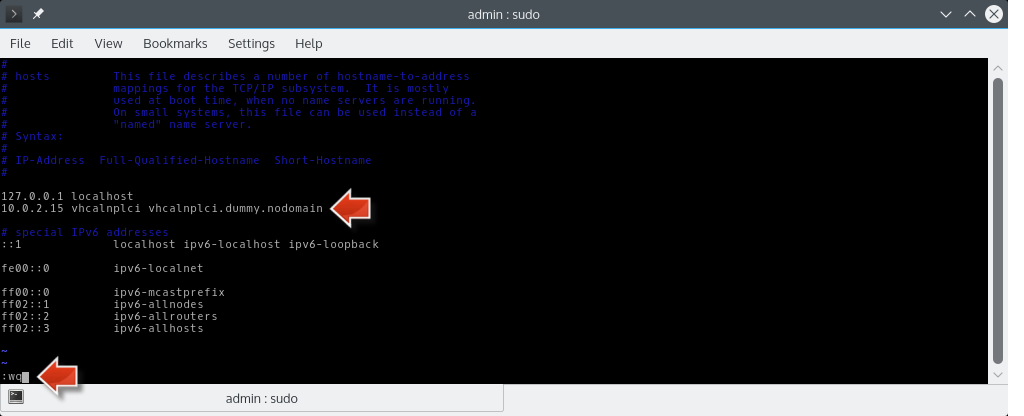 admin : sudo
File Edit View Bookmarks Settings Help
#
# hosts         This file describes a number of hostname-to-address
#               mappings for the TCP/IP subsystem.  It is mostly
#               used at boot time, when no name servers are running.
#               On small systems, this file can be used instead of a
#               "named" name server.
# Syntax:
#
# IP-Address  Full-Qualified-Hostname  Short-Hostname
#
127.0.0.1 localhost
10.0.2.15 vhcalnplci vhcalnplci.dummy.nodomain
# special IPv6 addresses
::1             localhost ipv6-localhost ipv6-loopback
fe00::0         ipv6-localnet
ff00::0         ipv6-mcastprefix
ff02::1         ipv6-allnodes
ff02::2         ipv6-allrouters
ff02::3         ipv6-allhosts
~
~
:wq
admin : sudo